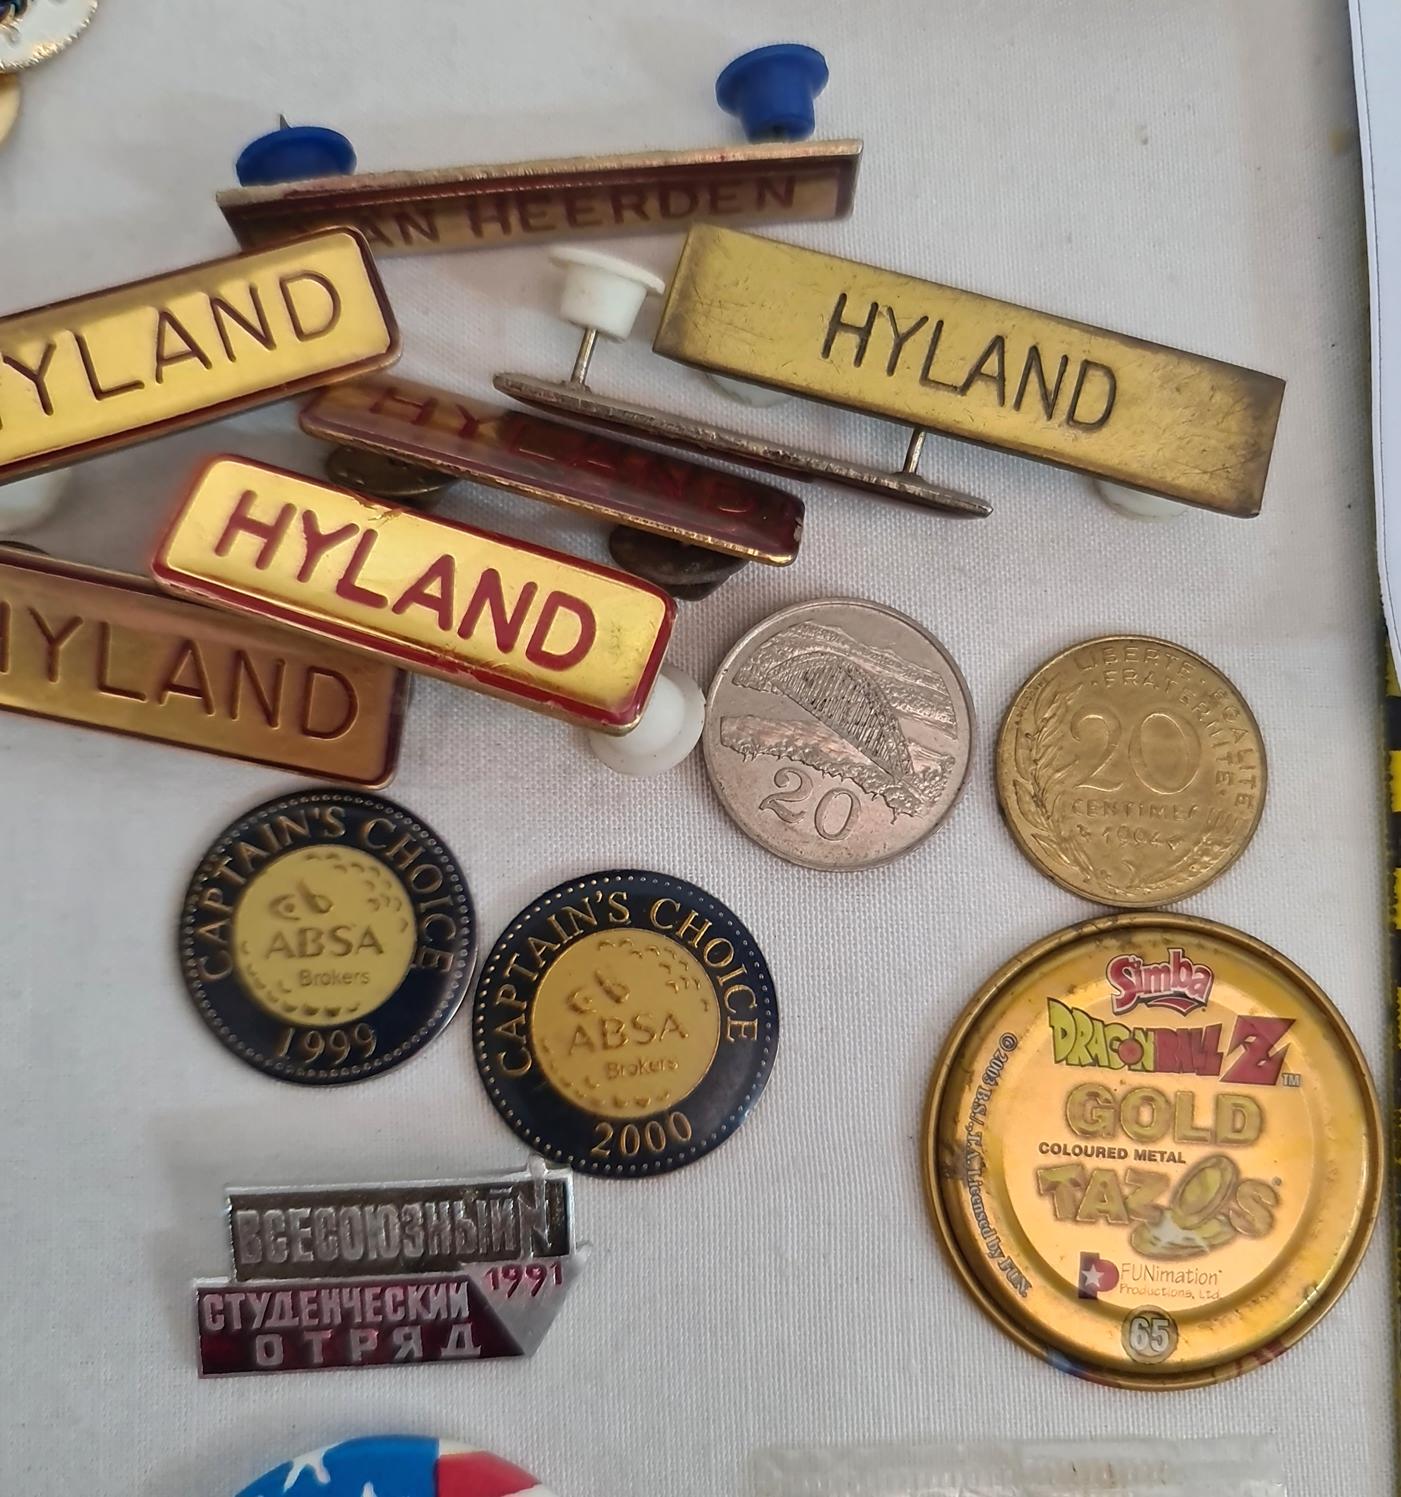 VAN HEERDEN
HYLAND
HYLAND
HYLAND
HYLAND
HYLAND
20
LIBERTE · EGALITE
FRATERNITE
20
CENTIMES
CAPTAIN'S CHOICE
ABSA
Brokers
1999
CAPTAIN'S CHOICE
ABSA
Brokers
2000
Simba
DRAGON BALL Z™
GOLD
COLOURED METAL
TAZOS
FUNimation
Productions, Ltd.
65
ВСЕСОЮЗНЫЙ
СТУДЕНЧЕСКИЙ 1991
ОТРЯД